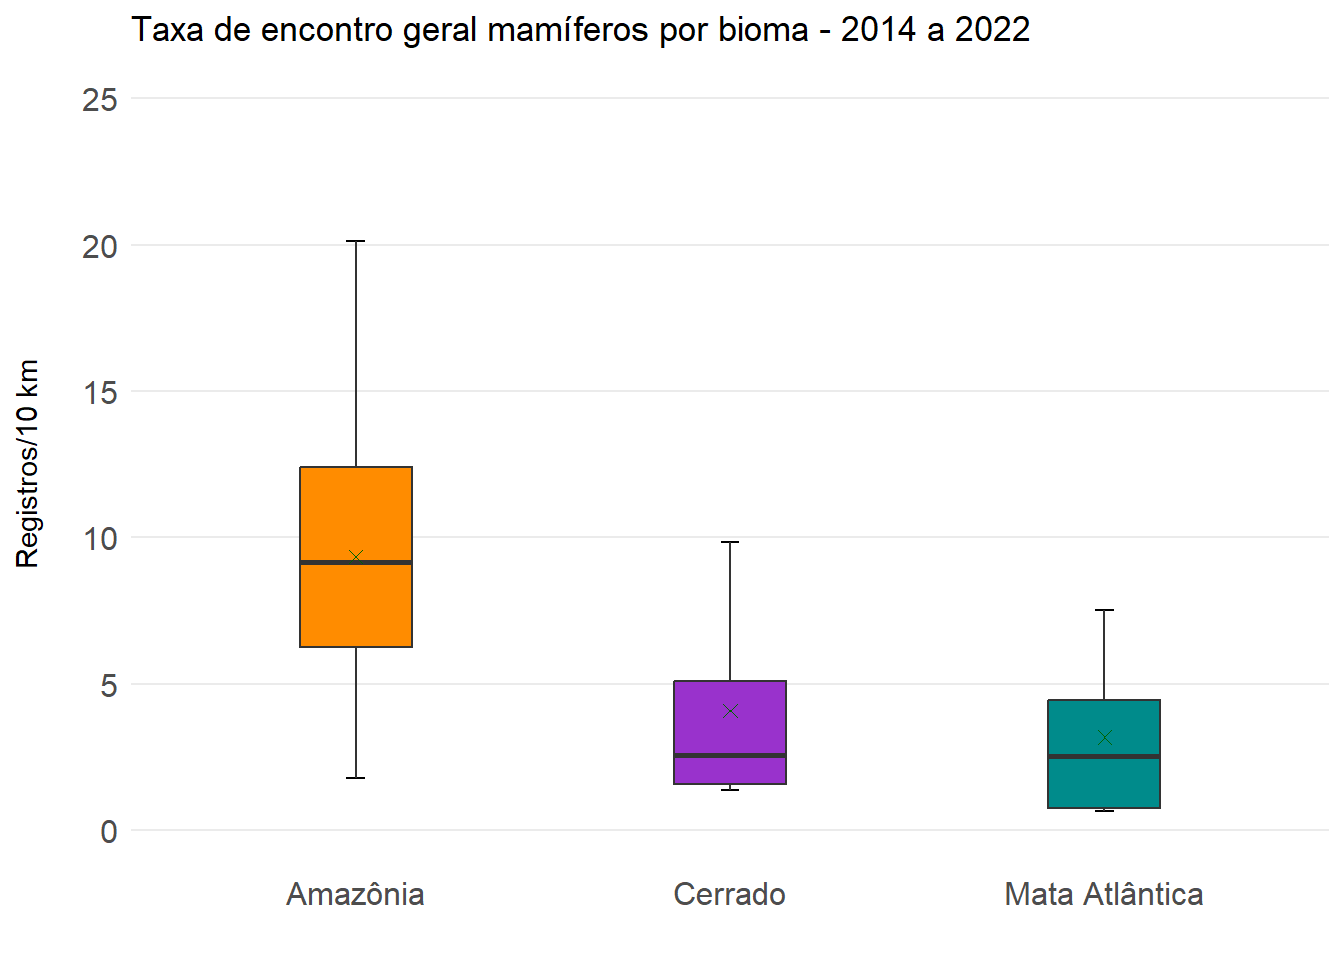 Taxa de encontro geral mamíferos por bioma - 2014 a 2022
Registros/10 km
25
20
15
10
5
0
Amazônia
Cerrado
Mata Atlântica